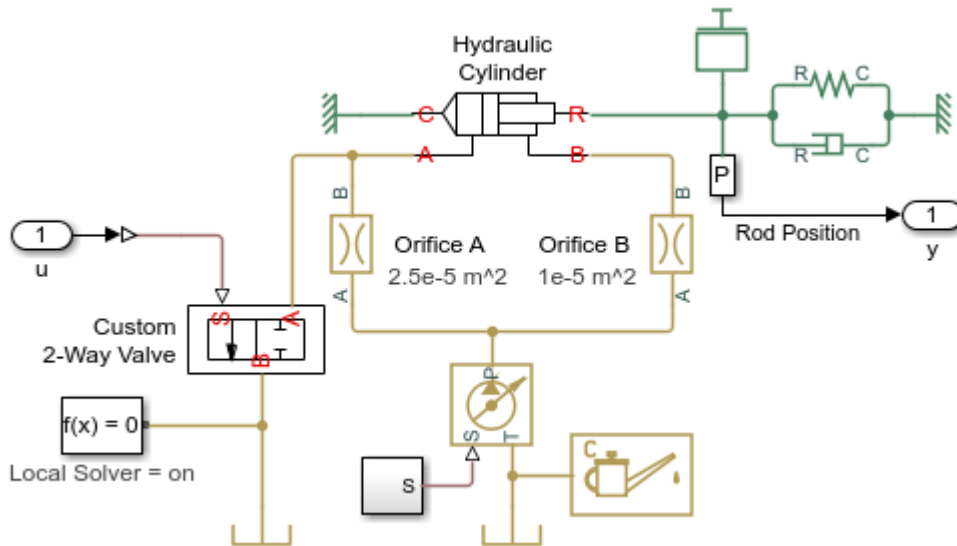 Hydraulic
Cylinder
C
R
A
B
R
C
R
C
P
Rod Position
1
y
1
u
B
Orifice A
2.5e-5 m^2
A
Orifice B
1e-5 m^2
B
A
Custom
2-Way Valve
S
A
B
f(x) = 0
Local Solver = on
P
S
T
S
C